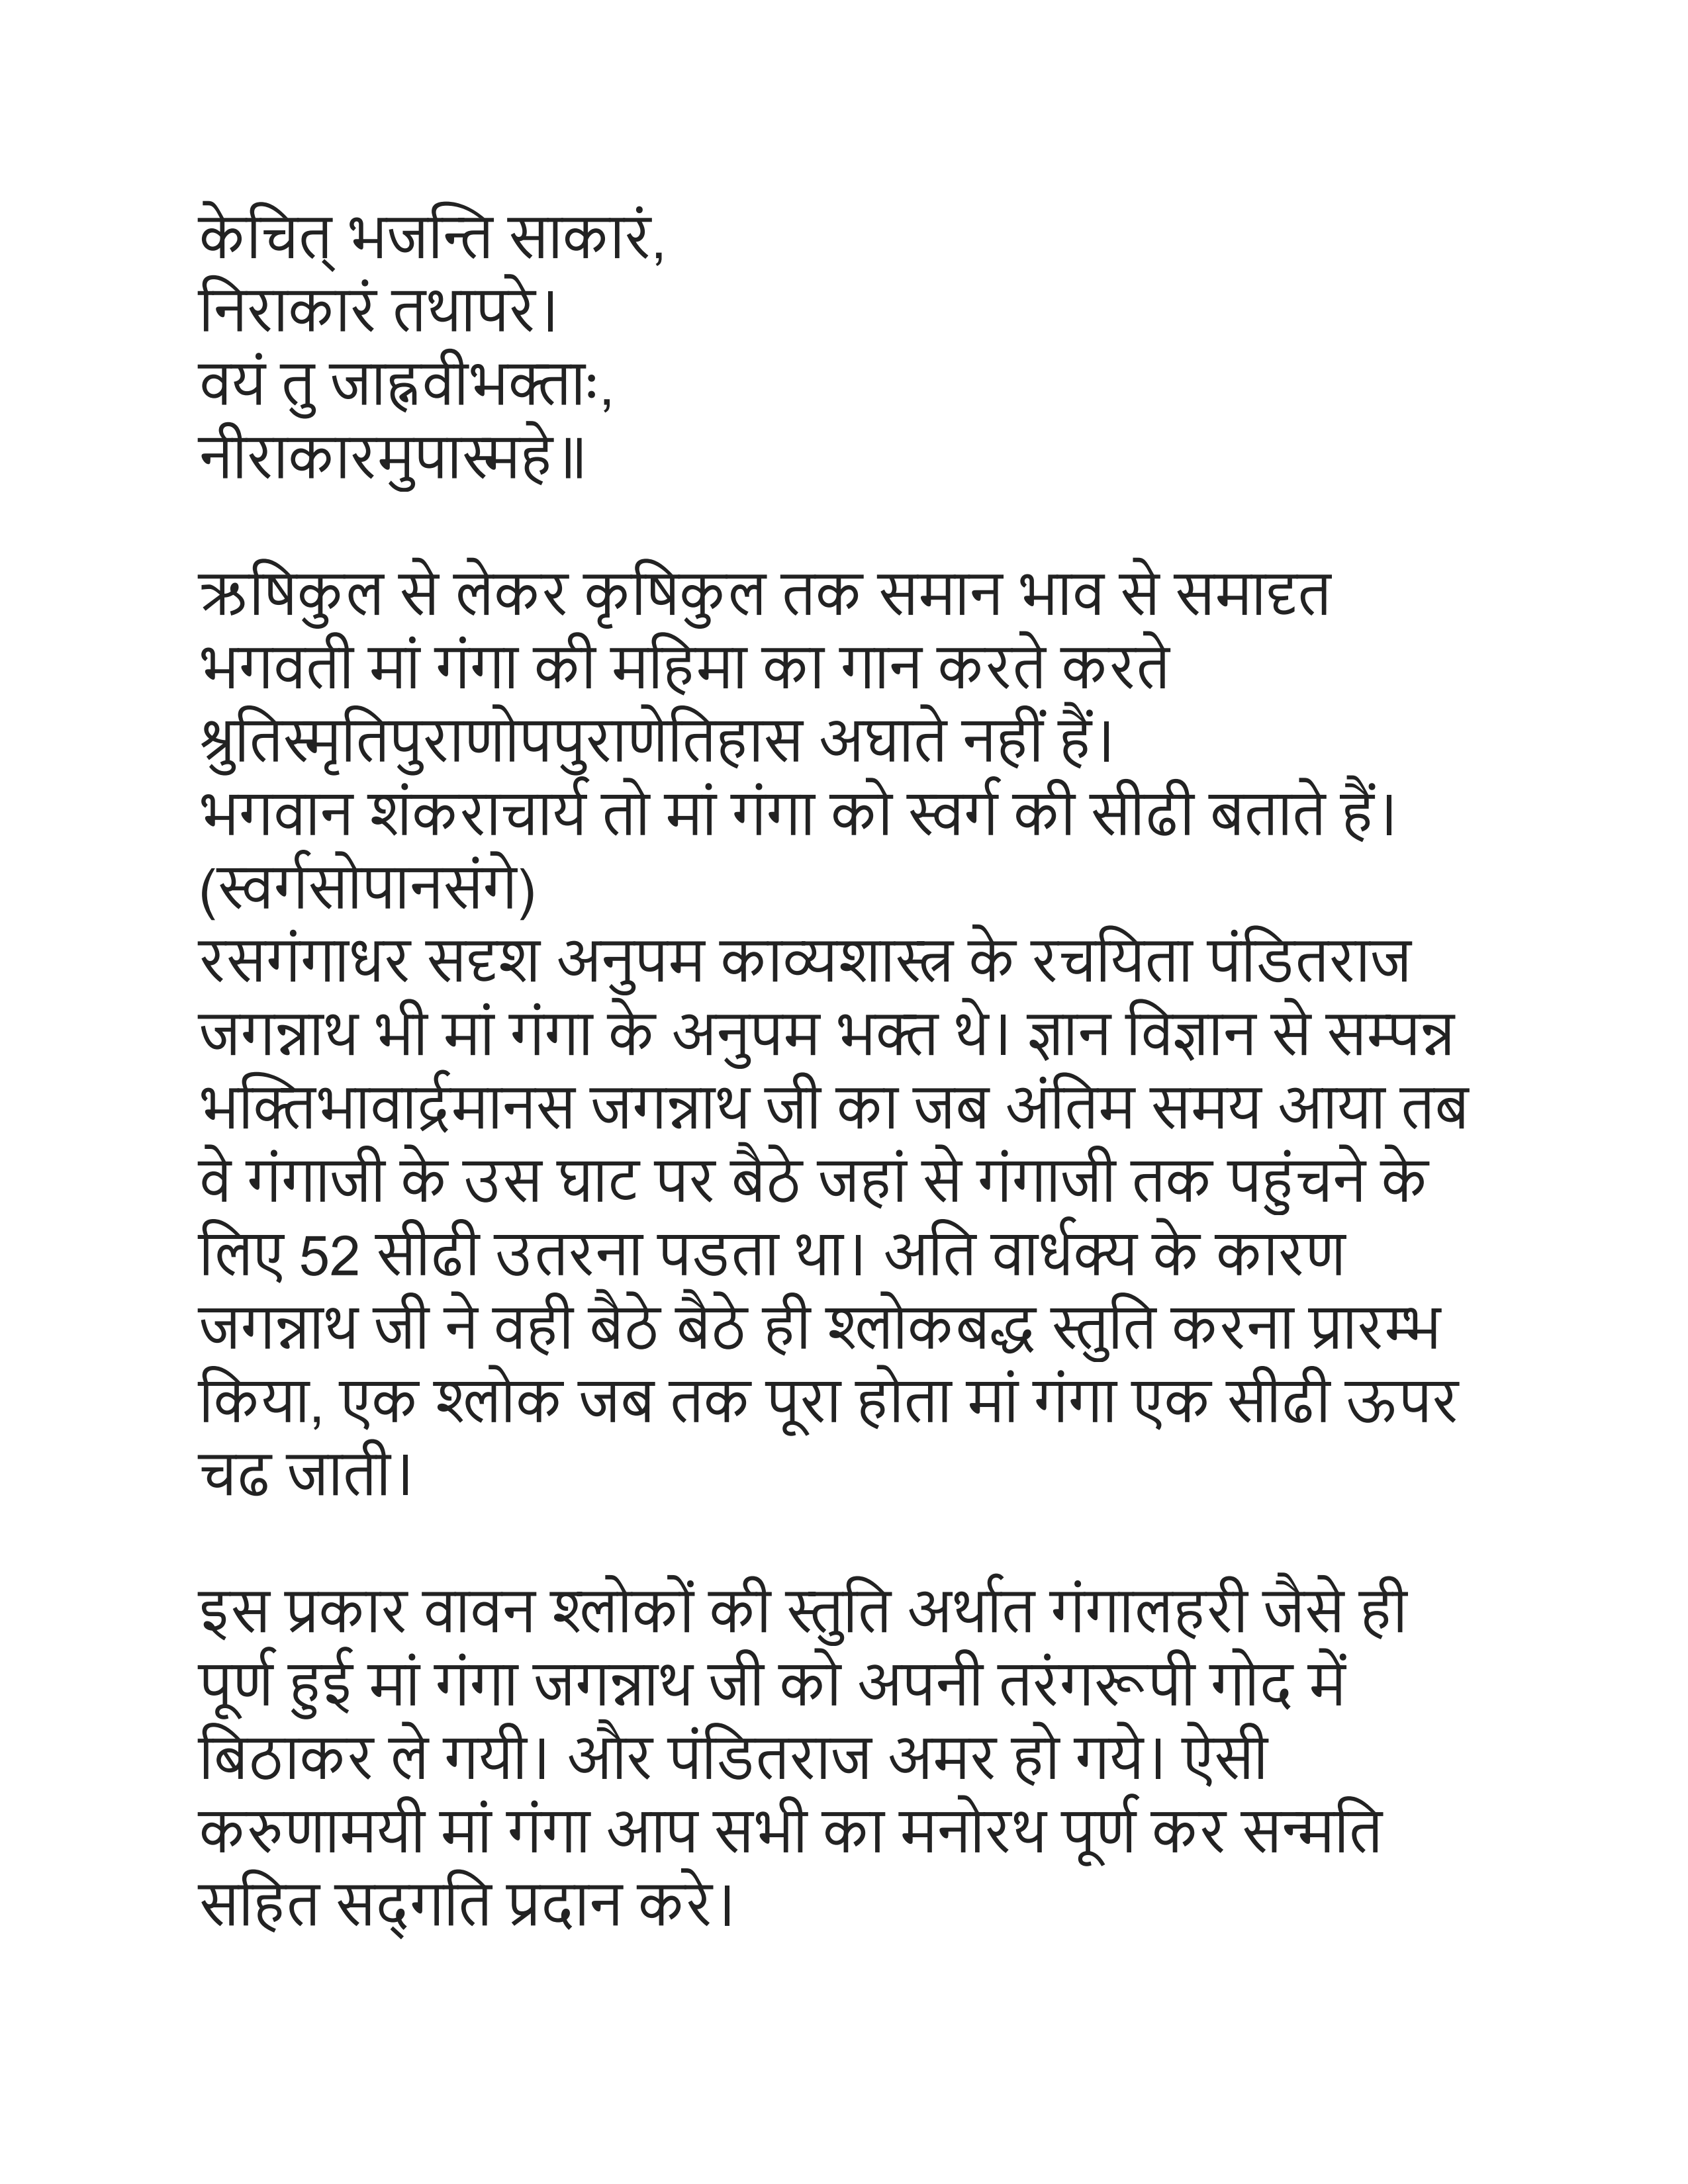 केचित् भजन्ति साकारं,
निराकारं तथापरे।
वयं तु जाह्नवीभक्ताः,
नीराकारमुपास्महे॥
ऋषिकुल से लेकर कृषिकुल तक समान भाव से समादृत
भगवती मां गंगा की महिमा का गान करते करते
श्रुतिस्मृतिपुराणोपपुराणेतिहास अघाते नहीं हैं।
भगवान शंकराचार्य तो मां गंगा को स्वर्ग की सीढी बताते हैं।
(स्वर्गसोपानसंगे)
रसगंगाधर सदृश अनुपम काव्यशास्त्र के रचयिता पंडितराज
जगन्नाथ भी मां गंगा के अनुपम भक्त थे। ज्ञान विज्ञान से सम्पन्न
भक्तिभावार्द्रमानस जगन्नाथ जी का जब अंतिम समय आया तब
वे गंगाजी के उस घाट पर बैठे जहां से गंगाजी तक पहुंचने के
लिए 52 सीढी उतरना पडता था। अति वार्धक्य के कारण
जगन्नाथ जी ने वही बैठे बैठे ही श्लोकबद्ध स्तुति करना प्रारम्भ
किया, एक श्लोक जब तक पूरा होता मां गंगा एक सीढी ऊपर
चढ जाती।
इस प्रकार वावन श्लोकों की स्तुति अर्थात गंगालहरी जैसे ही
पूर्ण हुई मां गंगा जगन्नाथ जी को अपनी तरंगरूपी गोद में
बिठाकर ले गयी। और पंडितराज अमर हो गये। ऐसी
करुणामयी मां गंगा आप सभी का मनोरथ पूर्ण कर सन्मति
सहित सद्गति प्रदान करे।